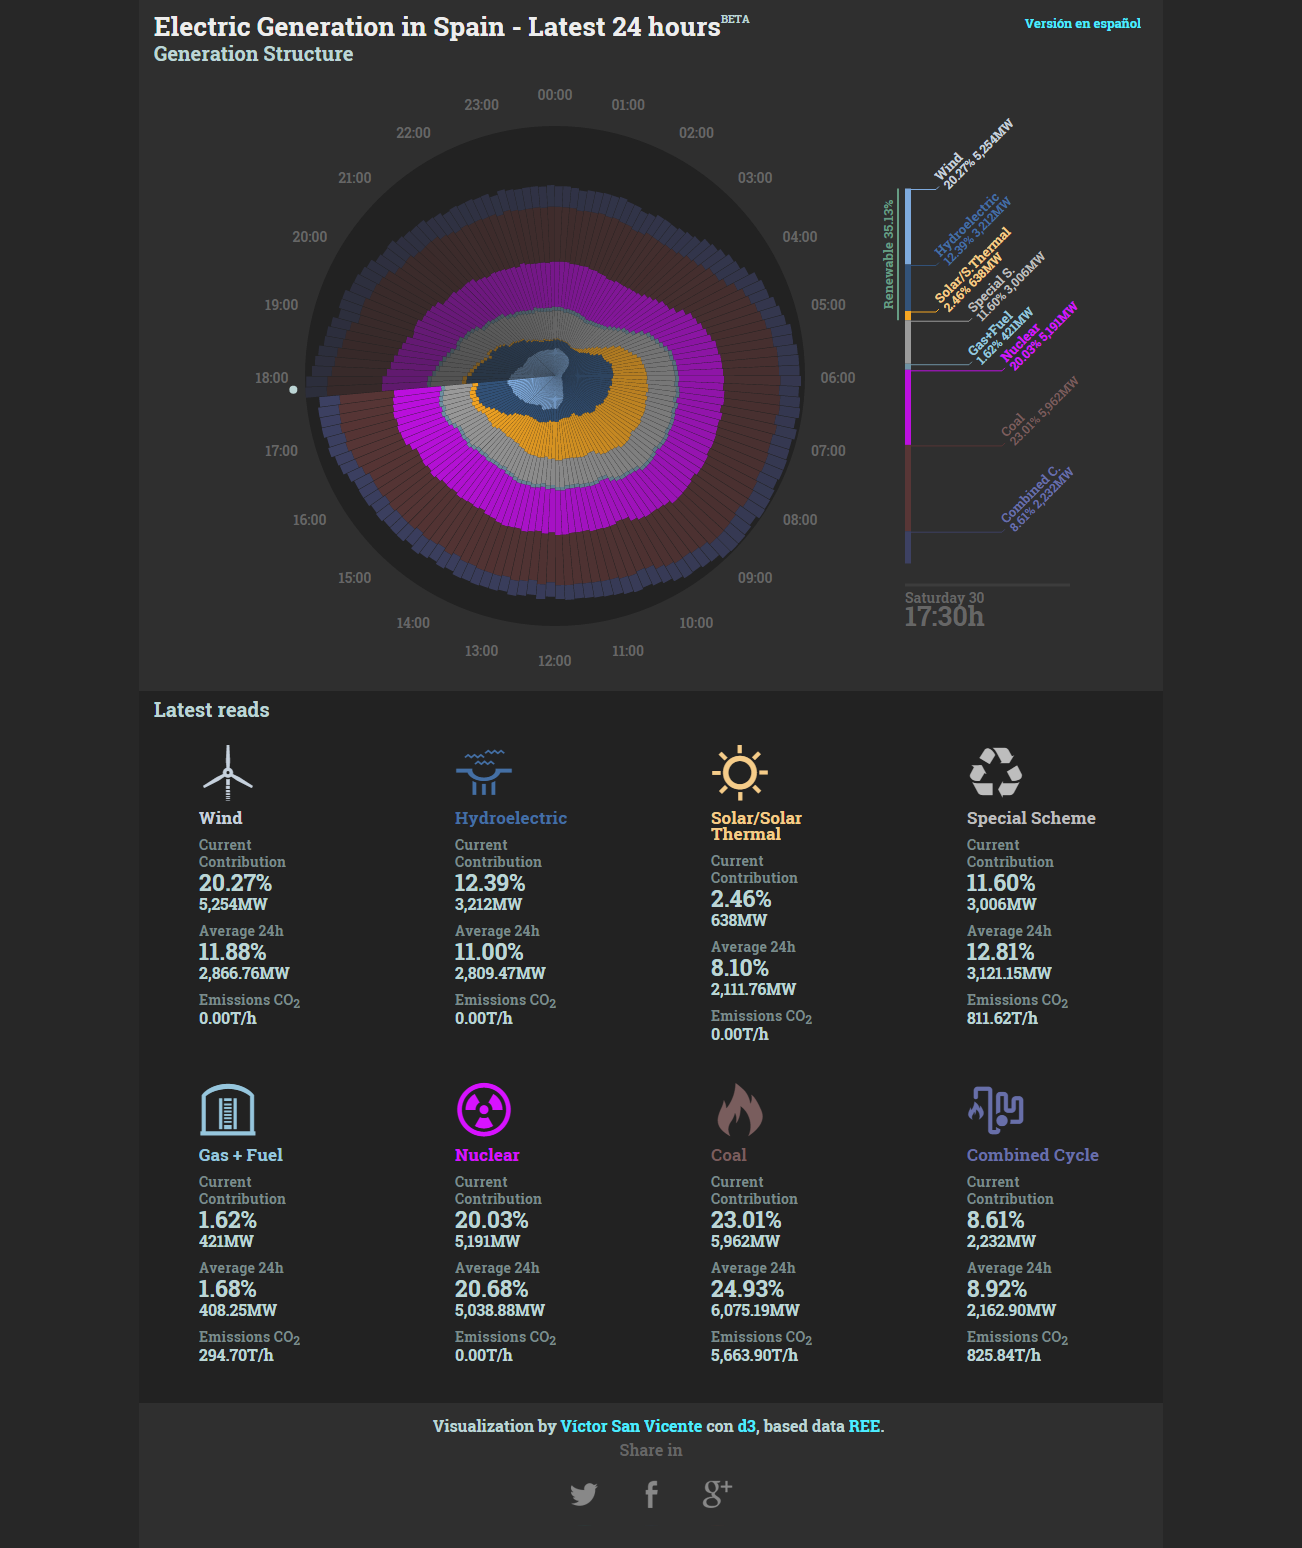 Electric Generation in Spain - Latest 24 hoursBETA
Versión en español
Generation Structure
00:00
01:00
02:00
03:00
04:00
05:00
06:00
07:00
08:00
09:00
10:00
11:00
12:00
13:00
14:00
15:00
16:00
17:00
18:00
19:00
20:00
21:00
22:00
23:00
Renewable 35.13%
Wind
20.27% 5,254MW
Hydroelectric
12.39% 3,212MW
Solar/S. Thermal
2.46% 638MW
Special S.
11.60% 3,006MW
Gas+Fuel
1.62% 421MW
Nuclear
20.03% 5,191MW
Coal
23.01% 5,962MW
Combined C.
8.61% 2,232MW
Saturday 30
17:30h
Latest reads
Wind
Current
Contribution
20.27%
5,254MW
Average 24h
11.88%
2,866.76MW
Emissions CO2
0.00T/h
Hydroelectric
Current
Contribution
12.39%
3,212MW
Average 24h
11.00%
2,809.47MW
Emissions CO2
0.00T/h
Solar/Solar
Thermal
Current
Contribution
2.46%
638MW
Average 24h
8.10%
2,111.76MW
Emissions CO2
0.00T/h
Special Scheme
Current
Contribution
11.60%
3,006MW
Average 24h
12.81%
3,121.15MW
Emissions CO2
811.62T/h
Gas + Fuel
Current
Contribution
1.62%
421MW
Average 24h
1.68%
408.25MW
Emissions CO2
294.70T/h
Nuclear
Current
Contribution
20.03%
5,191MW
Average 24h
20.68%
5,038.88MW
Emissions CO2
0.00T/h
Coal
Current
Contribution
23.01%
5,962MW
Average 24h
24.93%
6,075.19MW
Emissions CO2
5,663.90T/h
Combined Cycle
Current
Contribution
8.61%
2,232MW
Average 24h
8.92%
2,162.90MW
Emissions CO2
825.84T/h
Visualization by Víctor San Vicente con d3, based data REE.
Share in